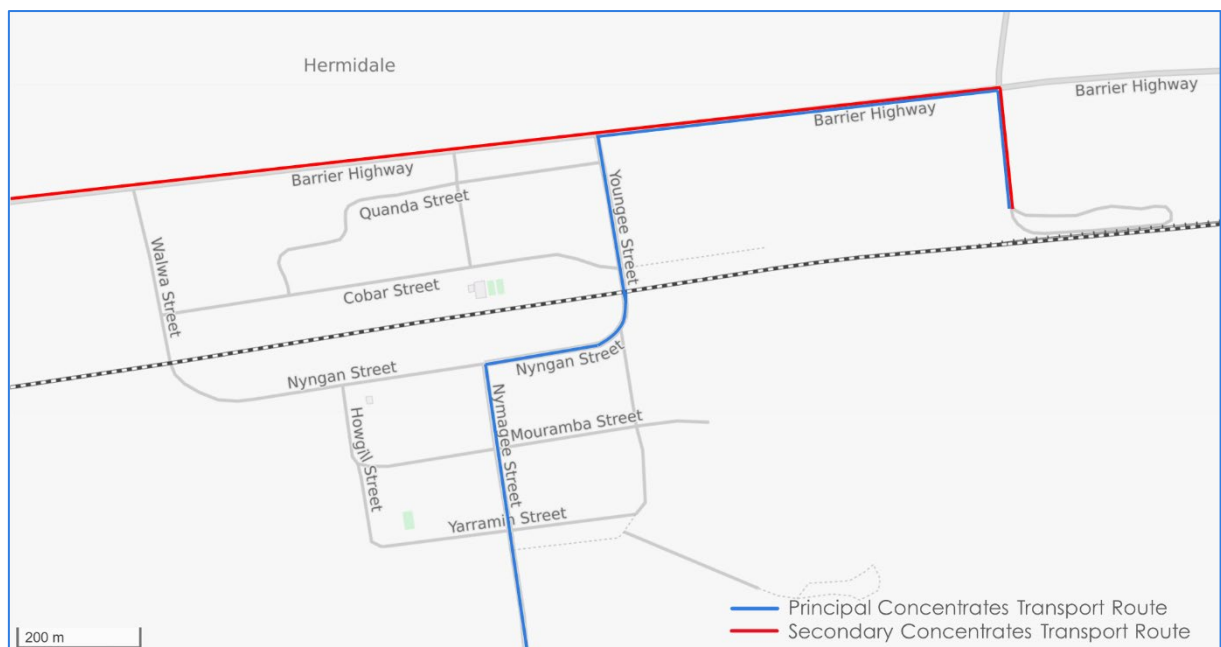 Hermidale
Barrier Highway
Barrier Highway
Barrier Highway
Quanda Street
Youngee Street
Walwa Street
Cobar Street
Nyngan Street
Nyngan Street
Nymagee Street
Howgill Street
Mouramba Street
Yarramin Street
Principal Concentrates Transport Route
Secondary Concentrates Transport Route
200 m